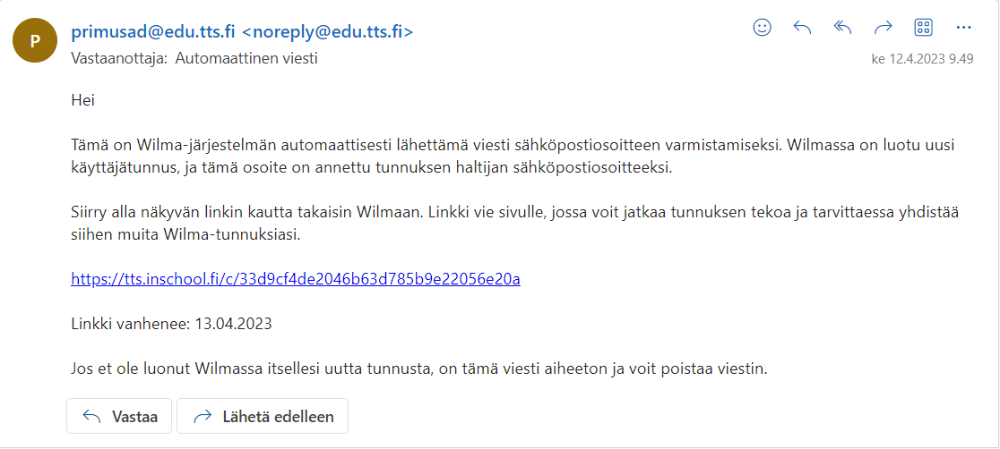 P
primusad@edu.tts.fi <noreply@edu.tts.fi>
Vastaanottaja: Automaattinen viesti
ke 12.4.2023 9.49
Hei
Tämä on Wilma-järjestelmän automaattisesti lähettämä viesti sähköpostiosoitteen varmistamiseksi. Wilmassa on luotu uusi
käyttäjätunnus, ja tämä osoite on annettu tunnuksen haltijan sähköpostiosoitteeksi.
Siirry alla näkyvän linkin kautta takaisin Wilmaan. Linkki vie sivulle, jossa voit jatkaa tunnuksen tekoa ja tarvittaessa yhdistää
siihen muita Wilma-tunnuksiasi.
https://tts.inschool.fi/c/33d9cf4de2046b63d785b9e22056e20a
Linkki vanhenee: 13.04.2023
Jos et ole luonut Wilmassa itsellesi uutta tunnusta, on tämä viesti aiheeton ja voit poistaa viestin.
Vastaa
Lähetä edelleen